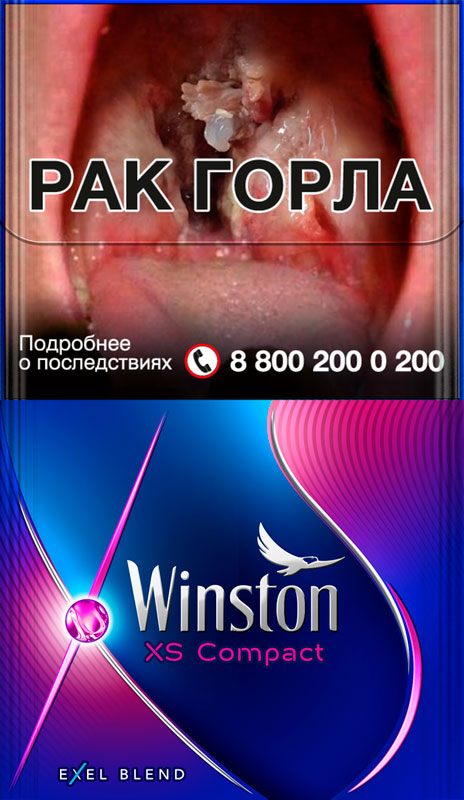 РАК ГОРЛА
Подробнее
о последствиях
8 800 200 0 200
Winston
XS Compact
EXEL BLEND